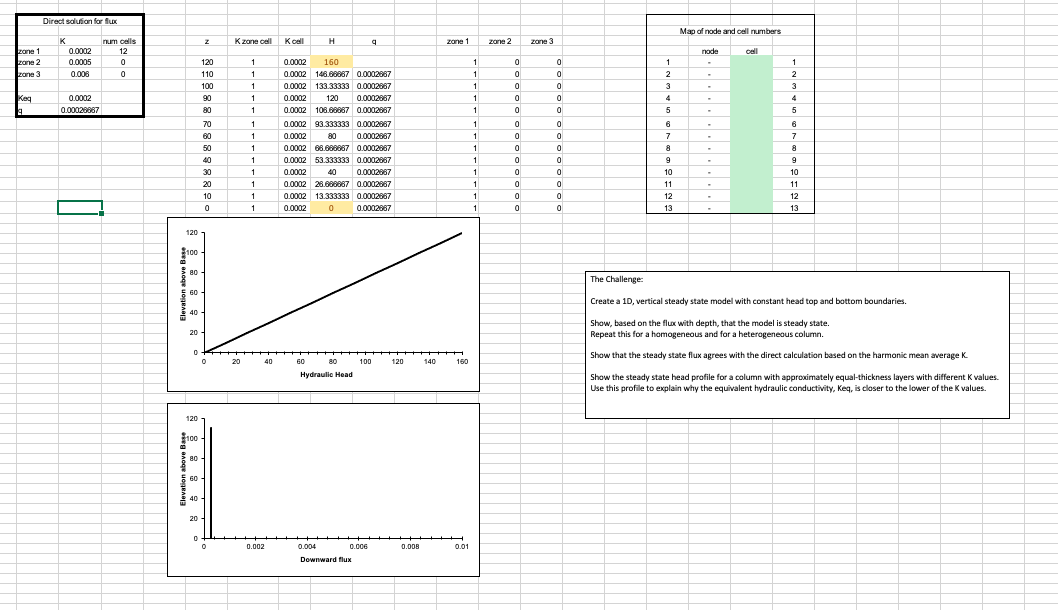 Direct solution for flux
K num cells
zone 1 0.0002 12
zone 2 0.0005 0
zone 3 0.006 0
Keq 0.0002
q 0.00026667
z K zone cell K cell H q zone 1 zone 2 zone 3
120 1 0.0002 160 1 0 0
110 1 0.0002 146.66667 0.0002667 1 0 0
100 1 0.0002 133.33333 0.0002667 1 0 0
90 1 0.0002 120 0.0002667 1 0 0
80 1 0.0002 106.66667 0.0002667 1 0 0
70 1 0.0002 93.333333 0.0002667 1 0 0
60 1 0.0002 80 0.0002667 1 0 0
50 1 0.0002 66.666667 0.0002667 1 0 0
40 1 0.0002 53.333333 0.0002667 1 0 0
30 1 0.0002 40 0.0002667 1 0 0
20 1 0.0002 26.666667 0.0002667 1 0 0
10 1 0.0002 13.333333 0.0002667 1 0 0
0 1 0.0002 0 0.0002667 1 0 0
Map of node and cell numbers
node cell
1 - 1
2 - 2
3 - 3
4 - 4
5 - 5
6 - 6
7 - 7
8 - 8
9 - 9
10 - 10
11 - 11
12 - 12
13 - 13
Elevation above Base
120
100
80
60
40
20
0
0 20 40 60 80 100 120 140 160
Hydraulic Head
The Challenge:
Create a 1D, vertical steady state model with constant head top and bottom boundaries.
Show, based on the flux with depth, that the model is steady state.
Repeat this for a homogeneous and for a heterogeneous column.
Show that the steady state flux agrees with the direct calculation based on the harmonic mean average K.
Show the steady state head profile for a column with approximately equal-thickness layers with different K values.
Use this profile to explain why the equivalent hydraulic conductivity, Keq, is closer to the lower of the K values.
Elevation above Base
120
100
80
60
40
20
0
0 0.002 0.004 0.006 0.008 0.01
Downward flux